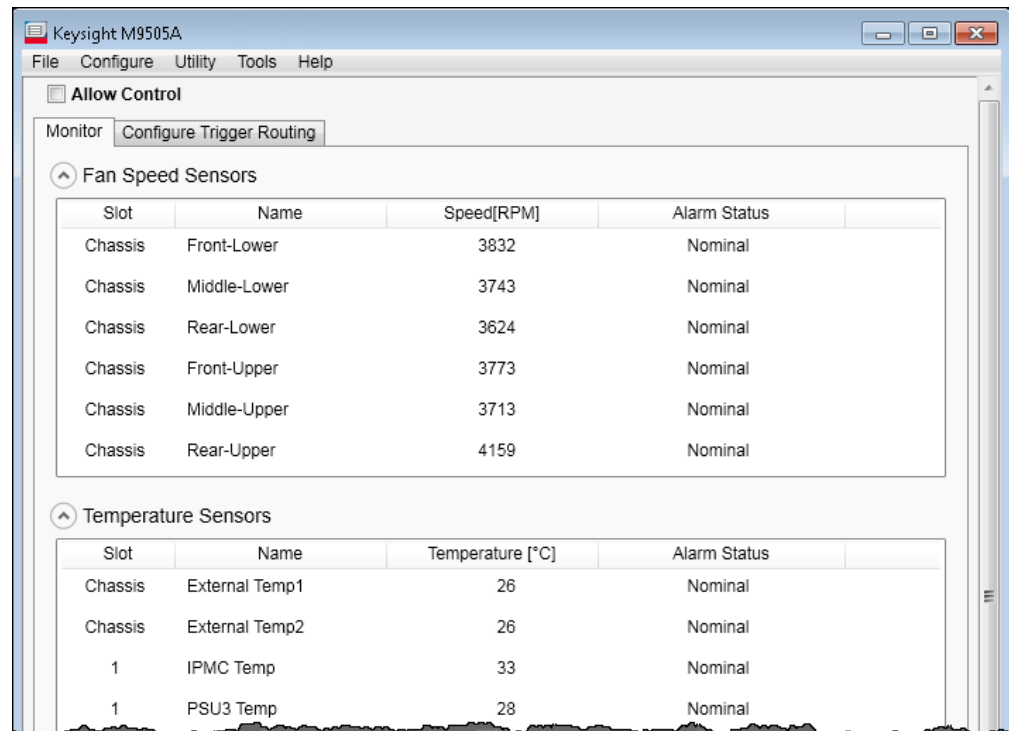 Keysight M9505A
File Configure Utility Tools Help
Allow Control
Monitor Configure Trigger Routing
Fan Speed Sensors
Slot Name Speed[RPM] Alarm Status
Chassis Front-Lower 3832 Nominal
Chassis Middle-Lower 3743 Nominal
Chassis Rear-Lower 3624 Nominal
Chassis Front-Upper 3773 Nominal
Chassis Middle-Upper 3713 Nominal
Chassis Rear-Upper 4159 Nominal
Temperature Sensors
Slot Name Temperature [°C] Alarm Status
Chassis External Temp1 26 Nominal
Chassis External Temp2 26 Nominal
1 IPMC Temp 33 Nominal
1 PSU3 Temp 28 Nominal